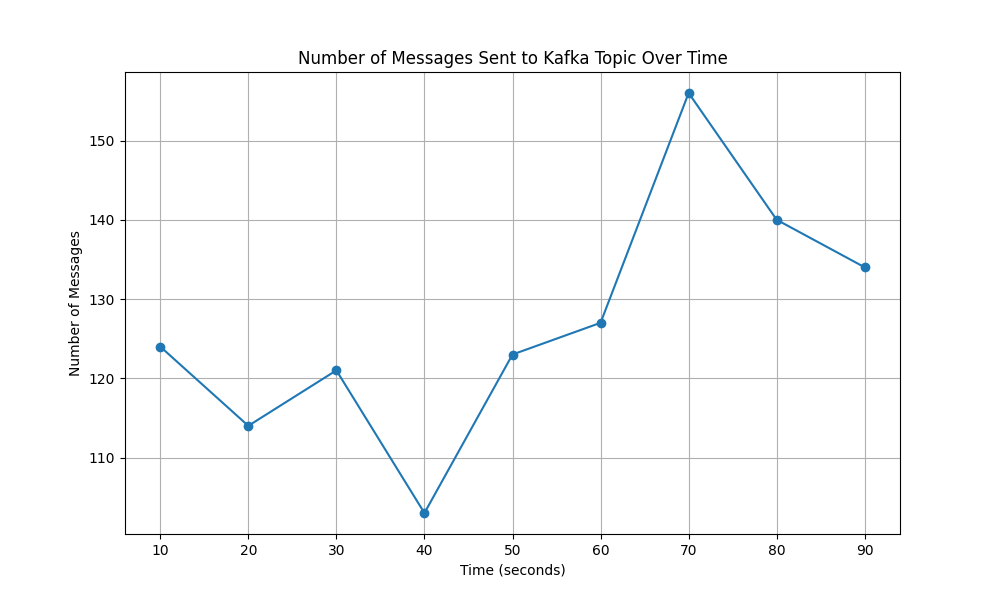 Number of Messages Sent to Kafka Topic Over Time
Number of Messages
150
140
130
120
110
10 20 30 40 50 60 70 80 90
Time (seconds)